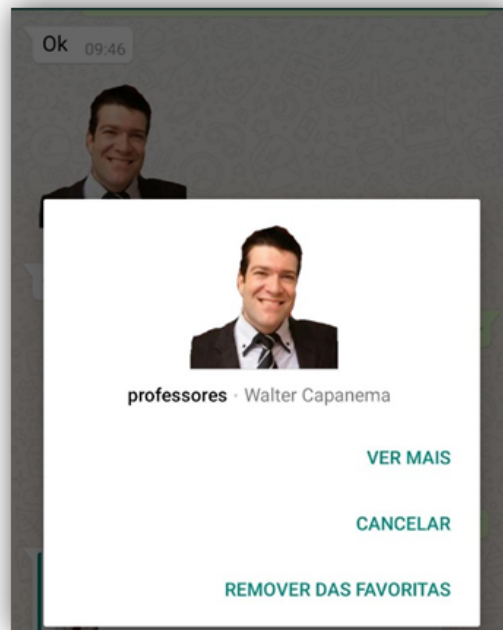 Ok 09:46
professores · Walter Capanema
VER MAIS
CANCELAR
REMOVER DAS FAVORITAS